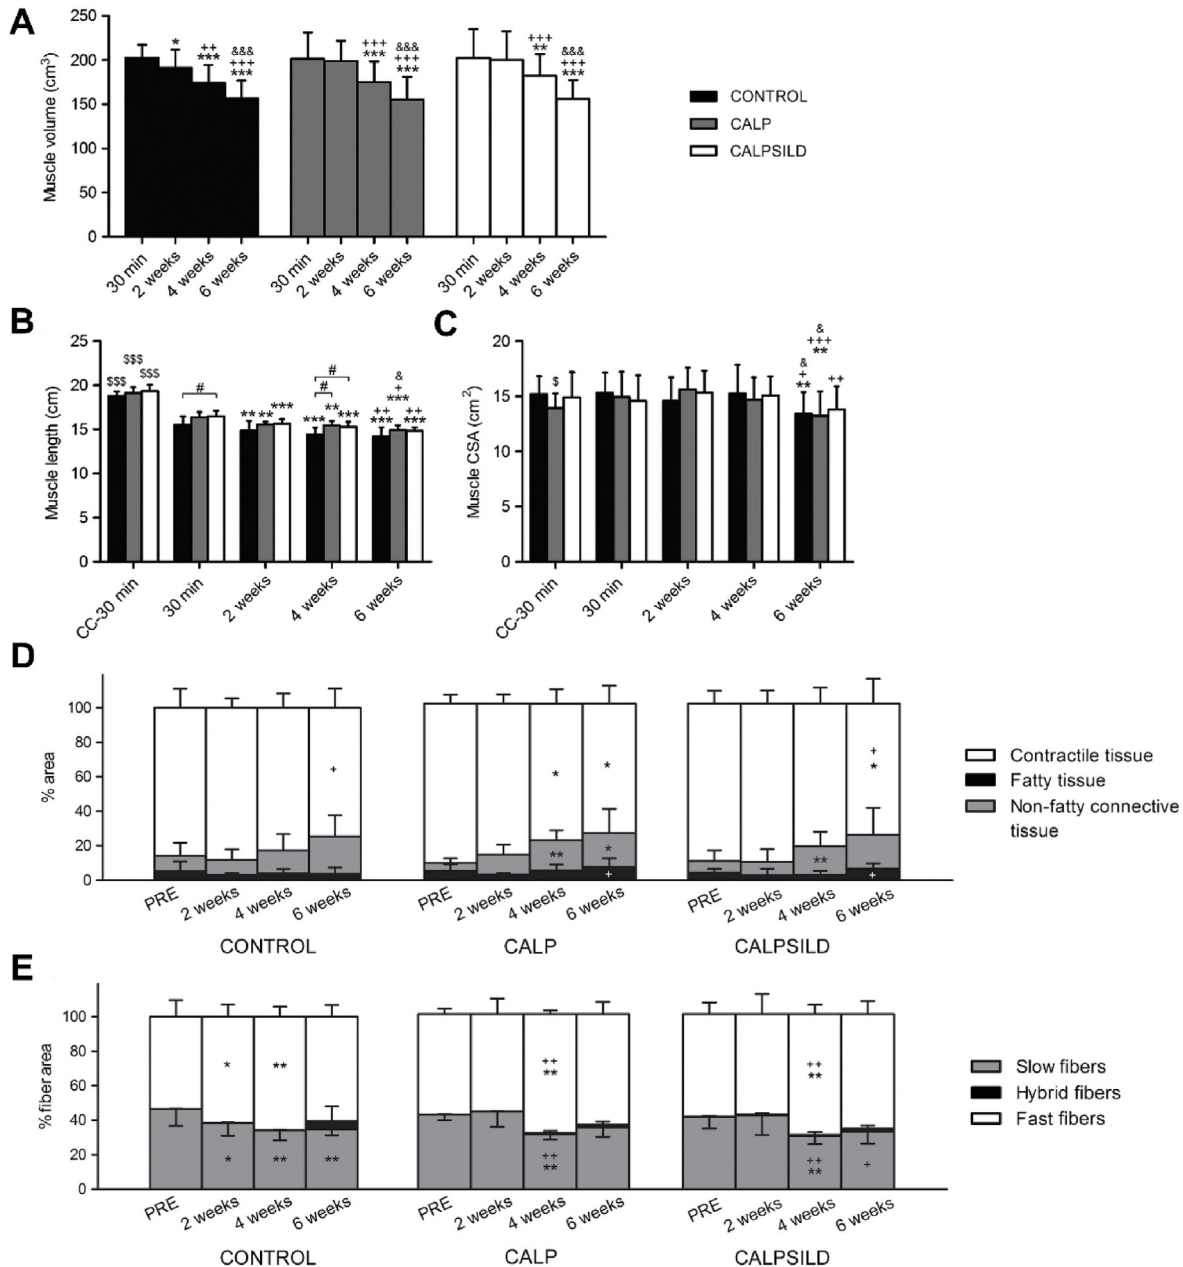 A
Muscle volume (cm3)
250
200
150
100
50
0
*
++
***
&&&
+++
***
+++
***
&&&
+++
***
+++
**
&&&
+++
***
30 min
2 weeks
4 weeks
6 weeks
30 min
2 weeks
4 weeks
6 weeks
30 min
2 weeks
4 weeks
6 weeks
CONTROL
CALP
CALPSILD
B
Muscle length (cm)
25
20
15
10
5
0
$$$
$$$
$$$
#
**
**
***
#
#
***
**
***
++
***
&
+
***
++
***
CC-30 min
30 min
2 weeks
4 weeks
6 weeks
C
Muscle CSA (cm2)
20
15
10
5
0
$
&
+
**
&
+++
**
++
CC-30 min
30 min
2 weeks
4 weeks
6 weeks
D
% area
100
80
60
40
20
0
+
*
**
*
*
+
**
+
*
+
PRE
2 weeks
4 weeks
6 weeks
PRE
2 weeks
4 weeks
6 weeks
PRE
2 weeks
4 weeks
6 weeks
CONTROL
CALP
CALPSILD
Contractile tissue
Fatty tissue
Non-fatty connective
tissue
E
% fiber area
100
80
60
40
20
0
*
**
*
**
**
++
**
++
**
++
**
++
**
+
PRE
2 weeks
4 weeks
6 weeks
PRE
2 weeks
4 weeks
6 weeks
PRE
2 weeks
4 weeks
6 weeks
CONTROL
CALP
CALPSILD
Slow fibers
Hybrid fibers
Fast fibers